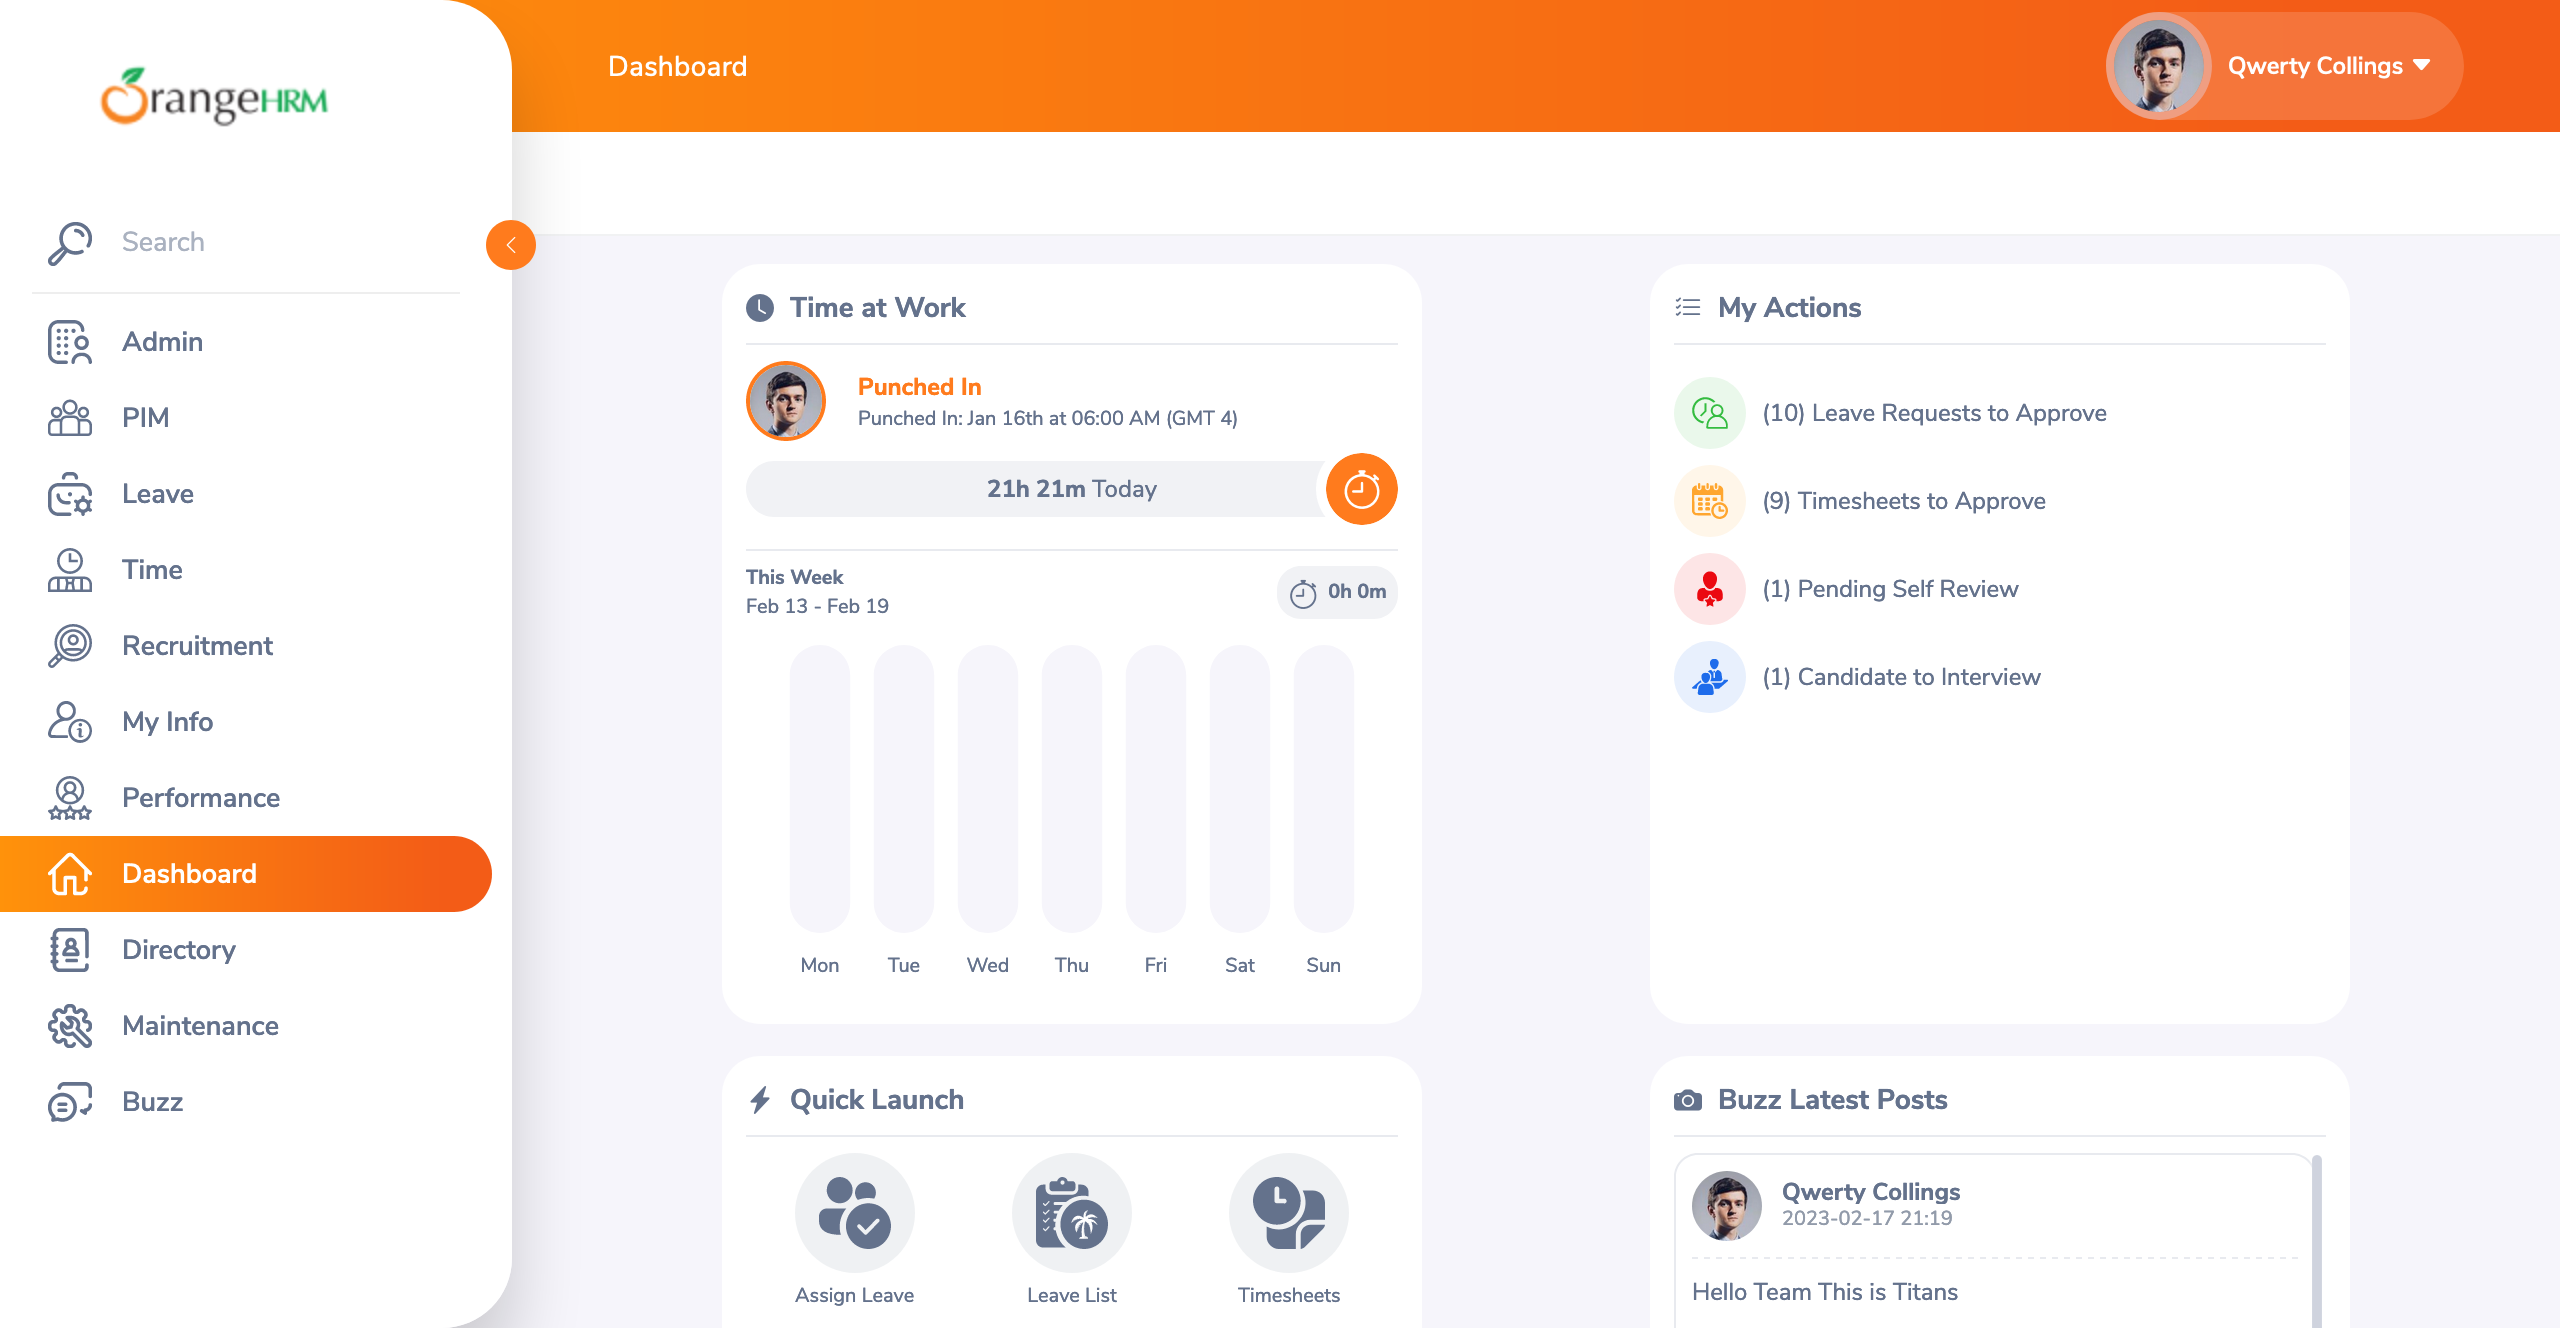 OrangeHRM
Search
Admin
PIM
Leave
Time
Recruitment
My Info
Performance
Dashboard
Directory
Maintenance
Buzz
Dashboard
Qwerty Collings
Time at Work
Punched In
Punched In: Jan 16th at 06:00 AM (GMT 4)
21h 21m Today
This Week
Feb 13 - Feb 19
0h 0m
Mon Tue Wed Thu Fri Sat Sun
My Actions
(10) Leave Requests to Approve
(9) Timesheets to Approve
(1) Pending Self Review
(1) Candidate to Interview
Quick Launch
Assign Leave
Leave List
Timesheets
Buzz Latest Posts
Qwerty Collings
2023-02-17 21:19
Hello Team This is Titans